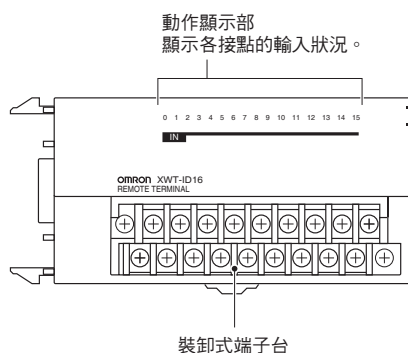 動作顯示部
顯示各接點的輸入狀況。
0 1 2 3 4 5 6 7 8 9 10 11 12 13 14 15
IN
OMRON XWT-ID16
REMOTE TERMINAL
裝卸式端子台